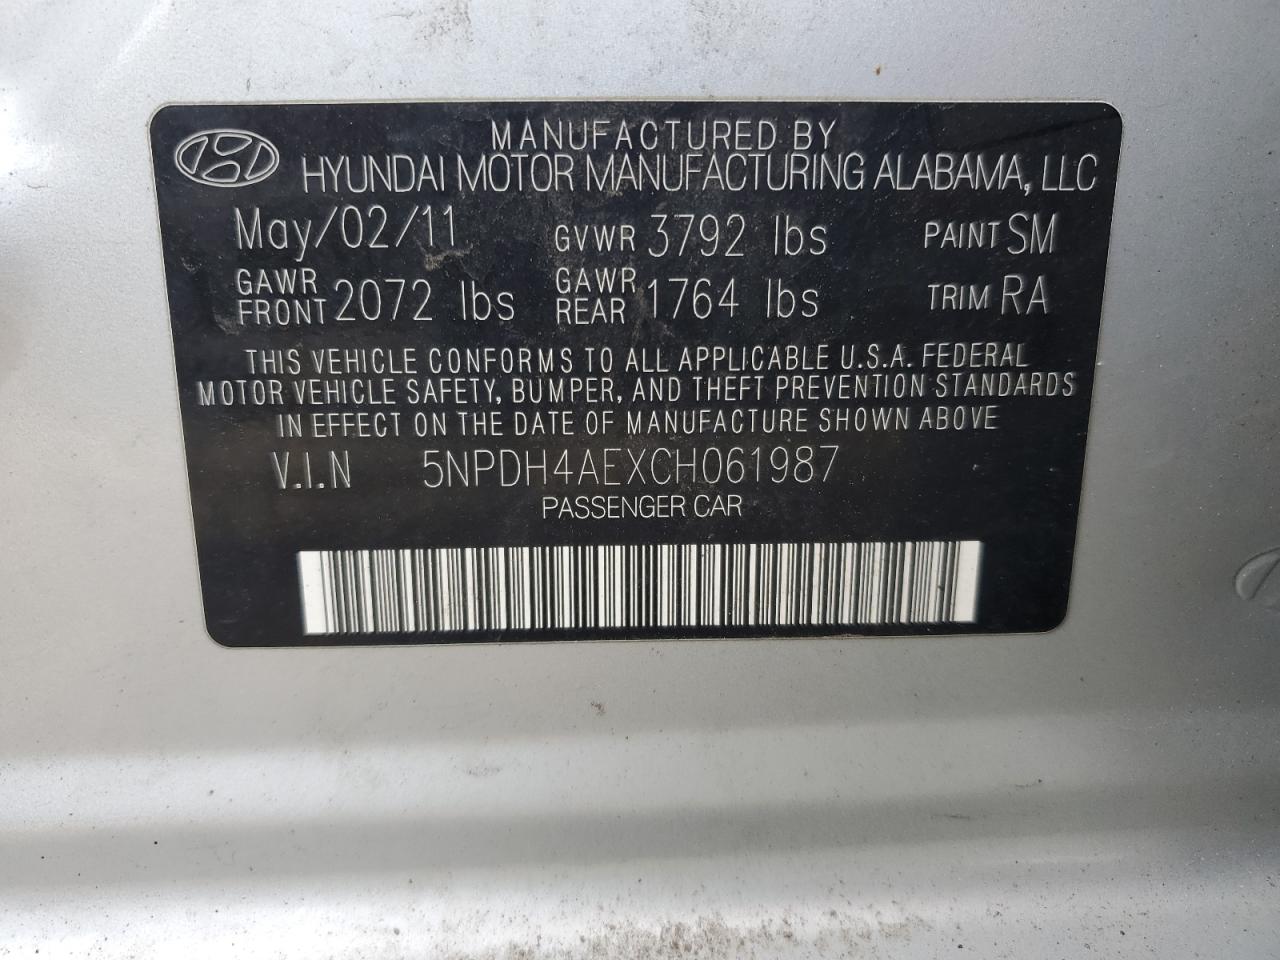 MANUFACTURED BY
HYUNDAI MOTOR MANUFACTURING ALABAMA, LLC
May/02/11 GVWR 3792 lbs PAINT SM
GAWR FRONT 2072 lbs GAWR REAR 1764 lbs TRIM RA
THIS VEHICLE CONFORMS TO ALL APPLICABLE U.S.A. FEDERAL
MOTOR VEHICLE SAFETY, BUMPER, AND THEFT PREVENTION STANDARDS
IN EFFECT ON THE DATE OF MANUFACTURE SHOWN ABOVE
V.I.N 5NPDH4AEXCH061987
PASSENGER CAR